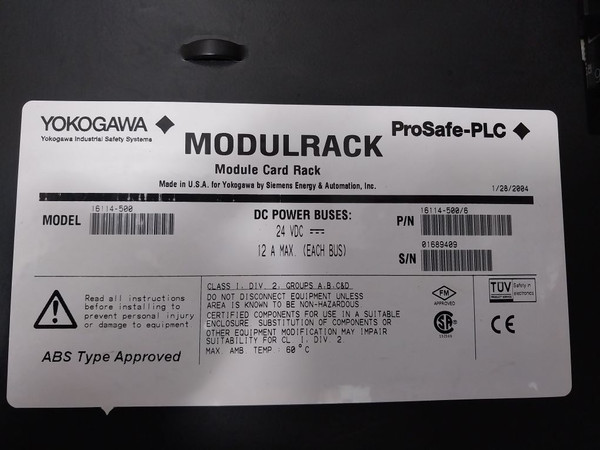 YOKOGAWA
Yokogawa Industrial Safety Systems
MODULRACK
ProSafe-PLC
Module Card Rack
Made in U.S.A. for Yokogawa by Siemens Energy & Automation, Inc.
1/28/2004
MODEL 16114-500
DC POWER BUSES:
24 VDC
12 A MAX. (EACH BUS)
P/N 16114-500/6
S/N 01689409
Read all instructions
before installing to
prevent personal injury
or damage to equipment
ABS Type Approved
CLASS 1, DIV. 2, GROUPS A,B,C&D
DO NOT DISCONNECT EQUIPMENT UNLESS
AREA IS KNOWN TO BE NON-HAZARDOUS
CERTIFIED COMPONENTS FOR USE IN A SUITABLE
ENCLOSURE. SUBSTITUTION OF COMPONENTS OR
OTHER EQUIPMENT MODIFICATION MAY IMPAIR
SUITABILITY FOR CL. 1, DIV. 2
MAX. AMB. TEMP.: 60°C
FM
APPROVED
SA
TÜV
Safety in
electronics
CE